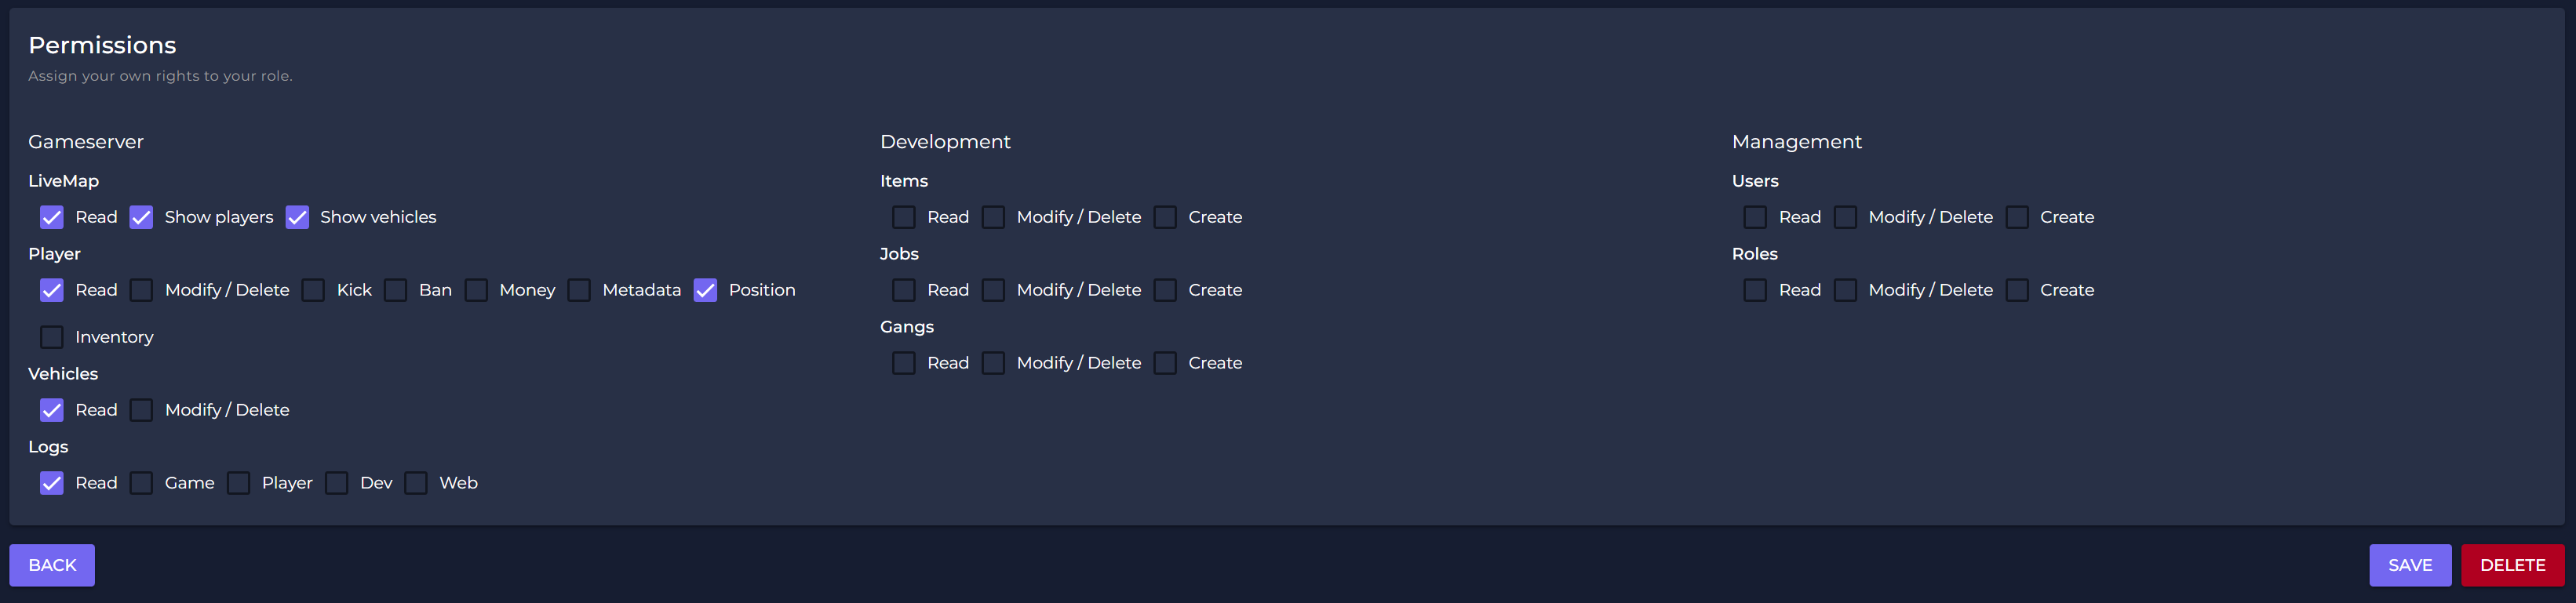 Permissions
Assign your own rights to your role.
Gameserver
LiveMap
Read Show players Show vehicles
Player
Read Modify / Delete Kick Ban Money Metadata Position
Inventory
Vehicles
Read Modify / Delete
Logs
Read Game Player Dev Web
Development
Items
Read Modify / Delete Create
Jobs
Read Modify / Delete Create
Gangs
Read Modify / Delete Create
Management
Users
Read Modify / Delete Create
Roles
Read Modify / Delete Create
BACK
SAVE
DELETE